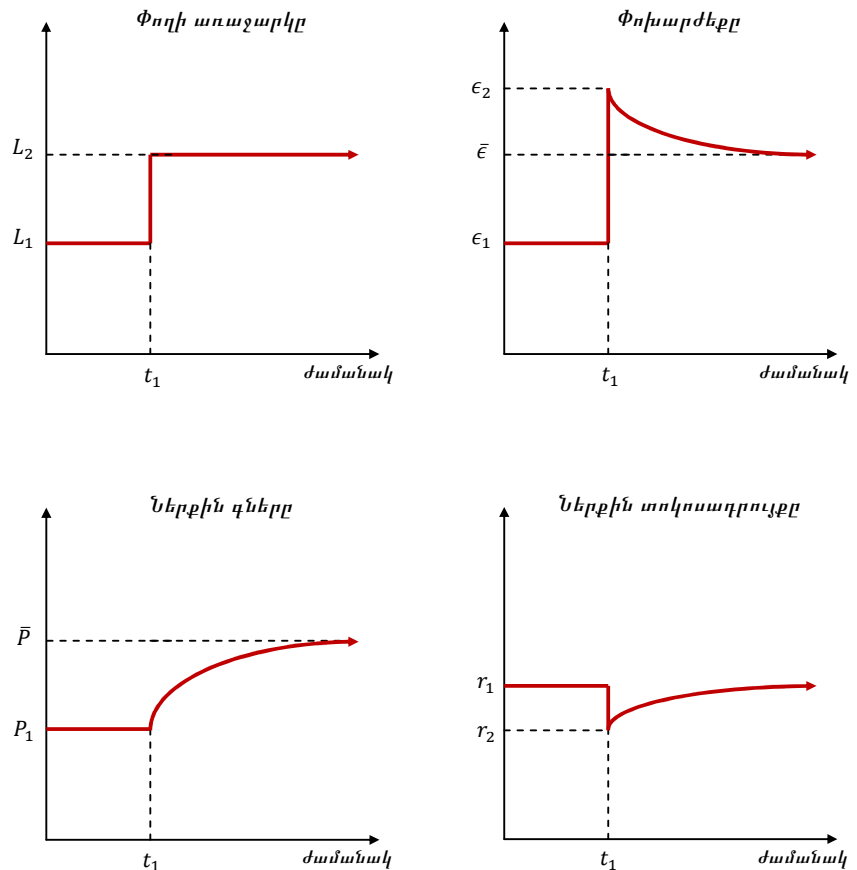 Փողի առաջարկը
L₂
L₁
t₁
ժամանակ
Փոխարժեքը
ϵ₂
ϵ̄
ϵ₁
t₁
ժամանակ
Ներքին գները
P̄
P₁
t₁
ժամանակ
Ներքին տոկոսադրույքը
r₁
r₂
t₁
ժամանակ